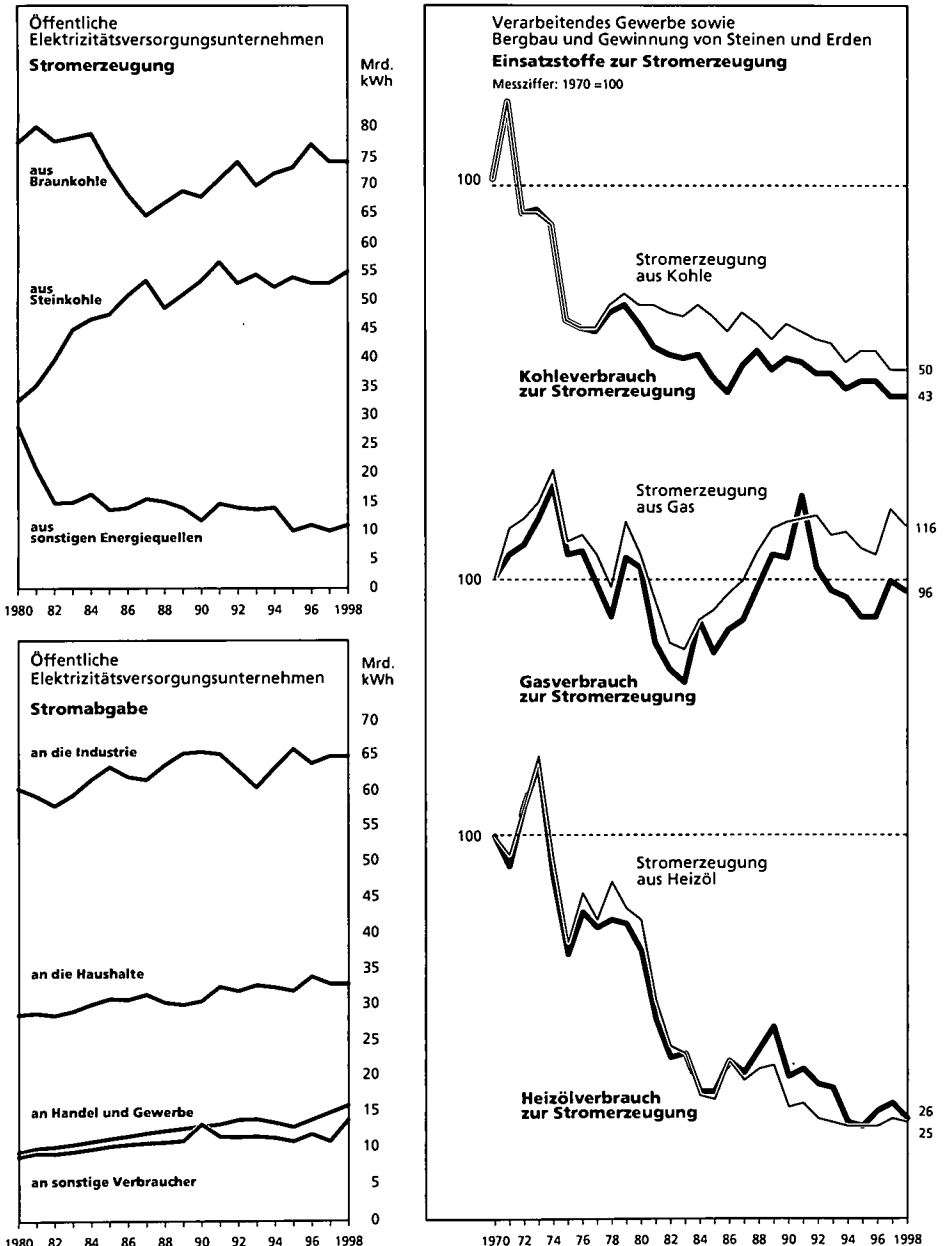 Öffentliche
Elektrizitätsversorgungsunternehmen
Stromerzeugung
Mrd.
kWh
80
75
70
65
60
55
50
45
40
35
30
25
20
15
10
5
0
aus
Braunkohle
aus
Steinkohle
aus
sonstigen Energiequellen
1980 82 84 86 88 90 92 94 96 1998
Öffentliche
Elektrizitätsversorgungsunternehmen
Stromabgabe
Mrd.
kWh
70
65
60
55
50
45
40
35
30
25
20
15
10
5
0
an die Industrie
an die Haushalte
an Handel und Gewerbe
an sonstige Verbraucher
1980 82 84 86 88 90 92 94 96 1998
Verarbeitendes Gewerbe sowie
Bergbau und Gewinnung von Steinen und Erden
Einsatzstoffe zur Stromerzeugung
Messziffer: 1970 =100
100
Stromerzeugung
aus Kohle
50
Kohleverbrauch
zur Stromerzeugung
43
Stromerzeugung
aus Gas
116
100
96
Gasverbrauch
zur Stromerzeugung
100
Stromerzeugung
aus Heizöl
Heizölverbrauch
zur Stromerzeugung
26
25
1970 72 74 76 78 80 82 84 86 88 90 92 94 96 1998